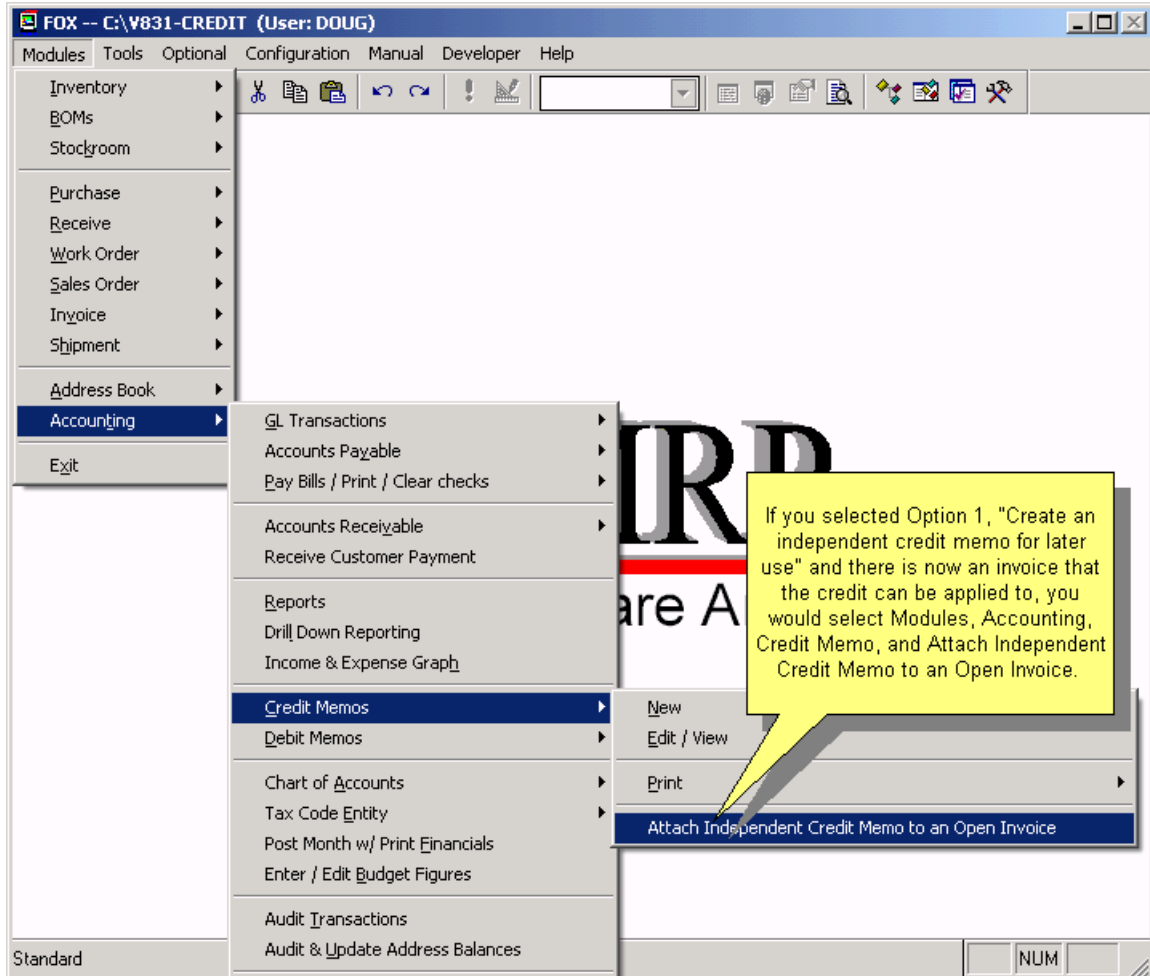 FOX -- C:\V831-CREDIT (User: DOUG)
Modules Tools Optional Configuration Manual Developer Help
Inventory
BOMs
Stockroom
Purchase
Receive
Work Order
Sales Order
Invoice
Shipment
Address Book
Accounting
Exit
GL Transactions
Accounts Payable
Pay Bills / Print / Clear checks
Accounts Receivable
Receive Customer Payment
Reports
Drill Down Reporting
Income & Expense Graph
Credit Memos
Debit Memos
Chart of Accounts
Tax Code Entity
Post Month w/ Print Financials
Enter / Edit Budget Figures
Audit Transactions
Audit & Update Address Balances
New
Edit / View
Print
Attach Independent Credit Memo to an Open Invoice
If you selected Option 1, "Create an
independent credit memo for later
use" and there is now an invoice that
the credit can be applied to, you
would select Modules, Accounting,
Credit Memo, and Attach Independent
Credit Memo to an Open Invoice.
Standard
NUM